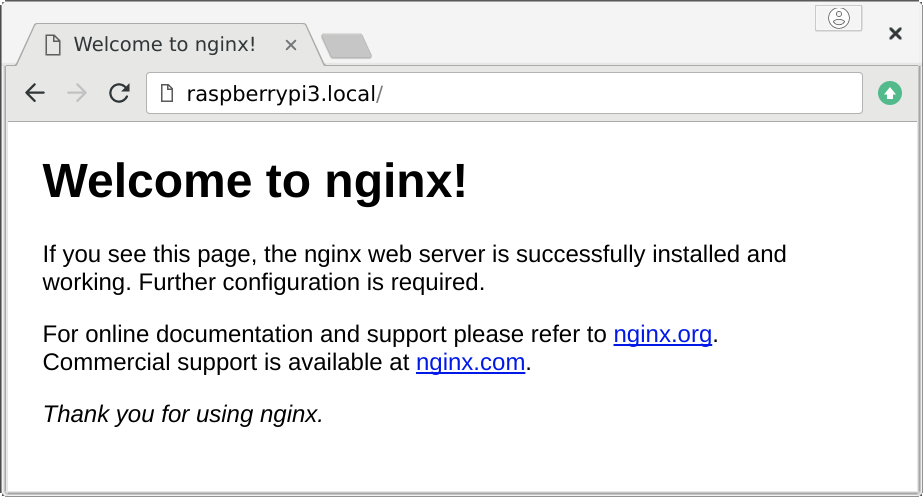 Welcome to nginx!
raspberrypi3.local/
Welcome to nginx!
If you see this page, the nginx web server is successfully installed and
working. Further configuration is required.
For online documentation and support please refer to nginx.org.
Commercial support is available at nginx.com.
Thank you for using nginx.